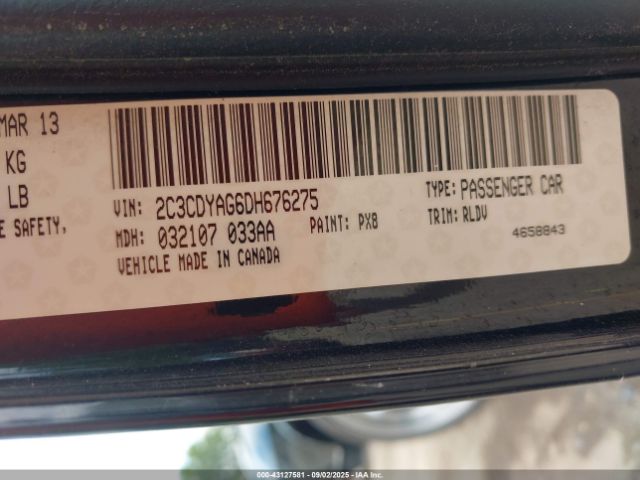 MAR 13
KG
LB
E SAFETY,
VIN: 2C3CDYAG6DH676275
TYPE: PASSENGER CAR
MDH: 032107 033AA
PAINT: PX8
TRIM: RLDV
VEHICLE MADE IN CANADA
4658843
000-43127581 - 09/02/2025 - IAA Inc.